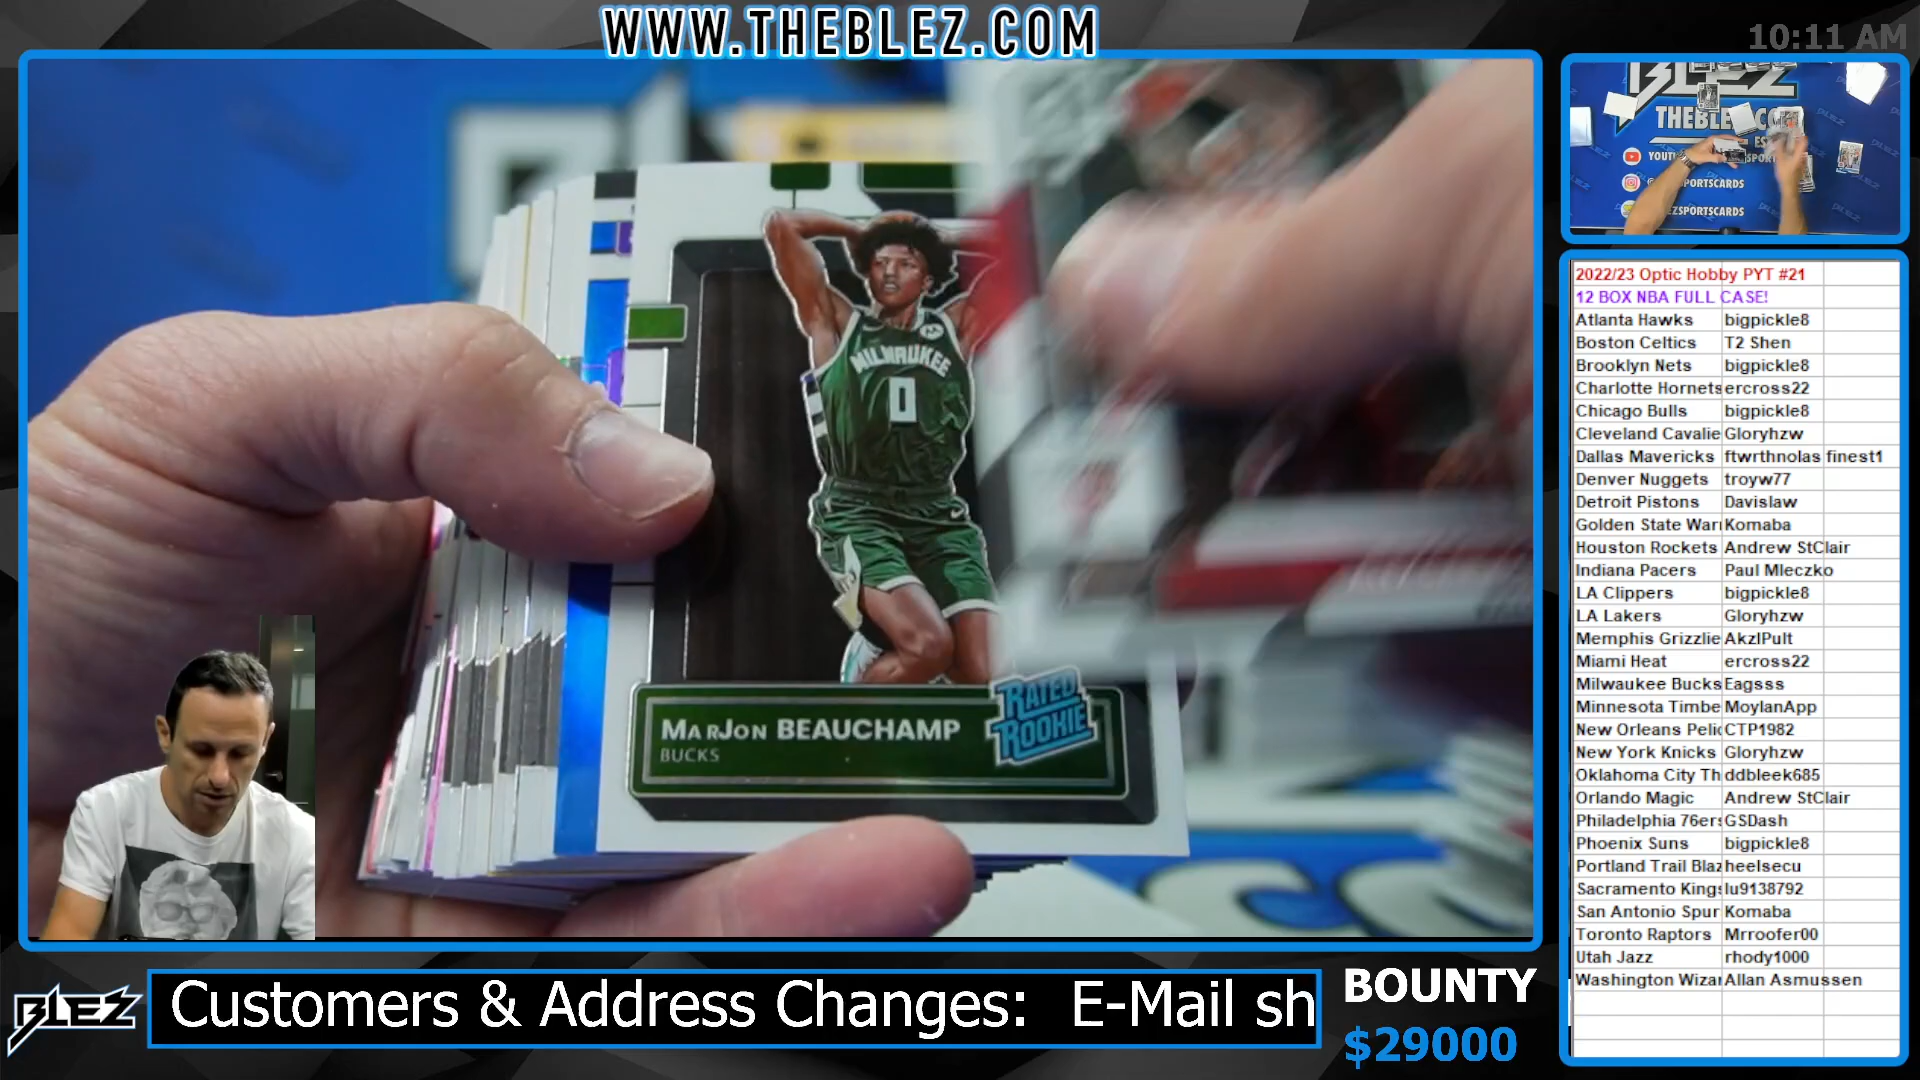 WWW.THEBLEZ.COM
10:11 AM
BLEZ
THEBLE
MILWAUKEE
0
MARJON BEAUCHAMP
BUCKS
RATED
ROOKIE
PORTSCARDS
EZSPORTSCARDS
2022/23 Optic Hobby PYT #21
12 BOX NBA FULL CASE!
Atlanta Hawks bigpickle8
Boston Celtics T2 Shen
Brooklyn Nets bigpickle8
Charlotte Hornets ercross22
Chicago Bulls bigpickle8
Cleveland Cavalie Gloryhzw
Dallas Mavericks ftwrthnolas finest1
Denver Nuggets troyw77
Detroit Pistons Davislaw
Golden State Warr Komaba
Houston Rockets Andrew StClair
Indiana Pacers Paul Mleczko
LA Clippers bigpickle8
LA Lakers Gloryhzw
Memphis Grizzlie AkzlPult
Miami Heat ercross22
Milwaukee Bucks Eagsss
Minnesota Timbe MoylanApp
New Orleans Pelic CTP1982
New York Knicks Gloryhzw
Oklahoma City Th ddbleek685
Orlando Magic Andrew StClair
Philadelphia 76ers GSDash
Phoenix Suns bigpickle8
Portland Trail Blaz heelsecu
Sacramento Kings lu9138792
San Antonio Spur Komaba
Toronto Raptors Mrroofer00
Utah Jazz rhody1000
Washington Wizar Allan Asmussen
BLEZ
Customers & Address Changes: E-Mail sh
BOUNTY
$29000